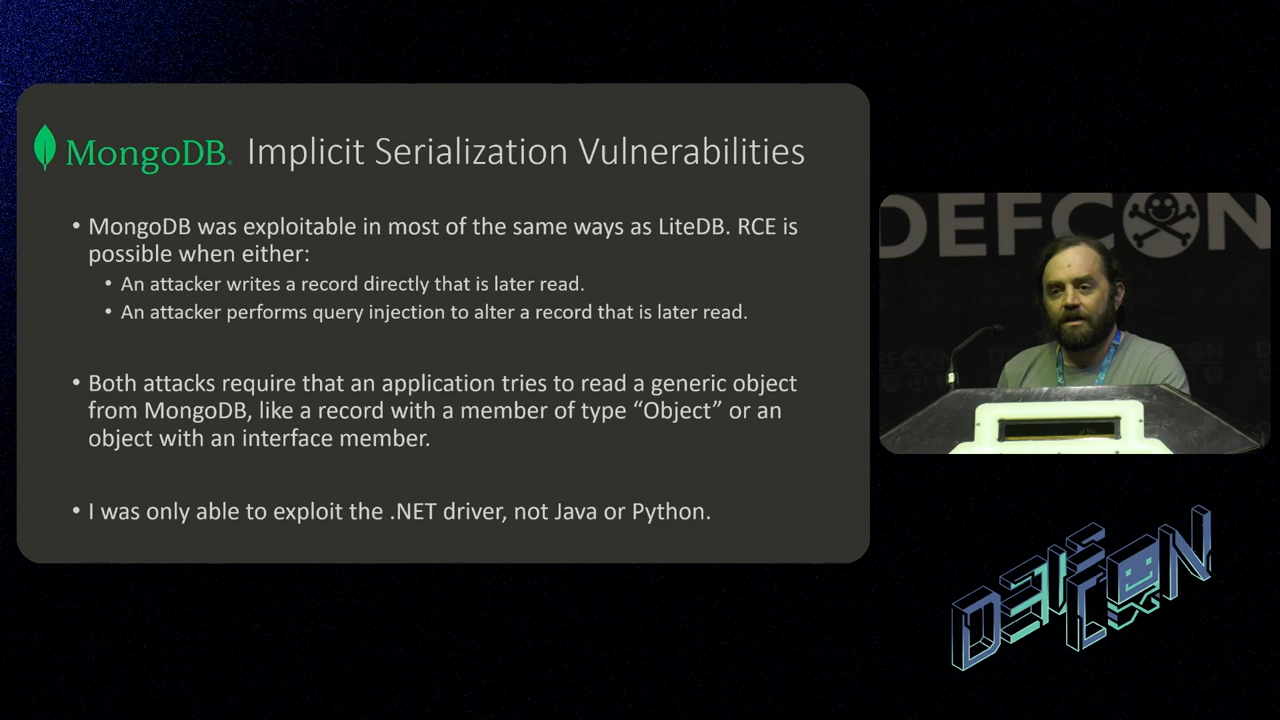 MongoDB. Implicit Serialization Vulnerabilities
• MongoDB was exploitable in most of the same ways as LiteDB. RCE is
possible when either:
• An attacker writes a record directly that is later read.
• An attacker performs query injection to alter a record that is later read.
• Both attacks require that an application tries to read a generic object
from MongoDB, like a record with a member of type “Object” or an
object with an interface member.
• I was only able to exploit the .NET driver, not Java or Python.
DEFCON
DEFCON
DEF CON